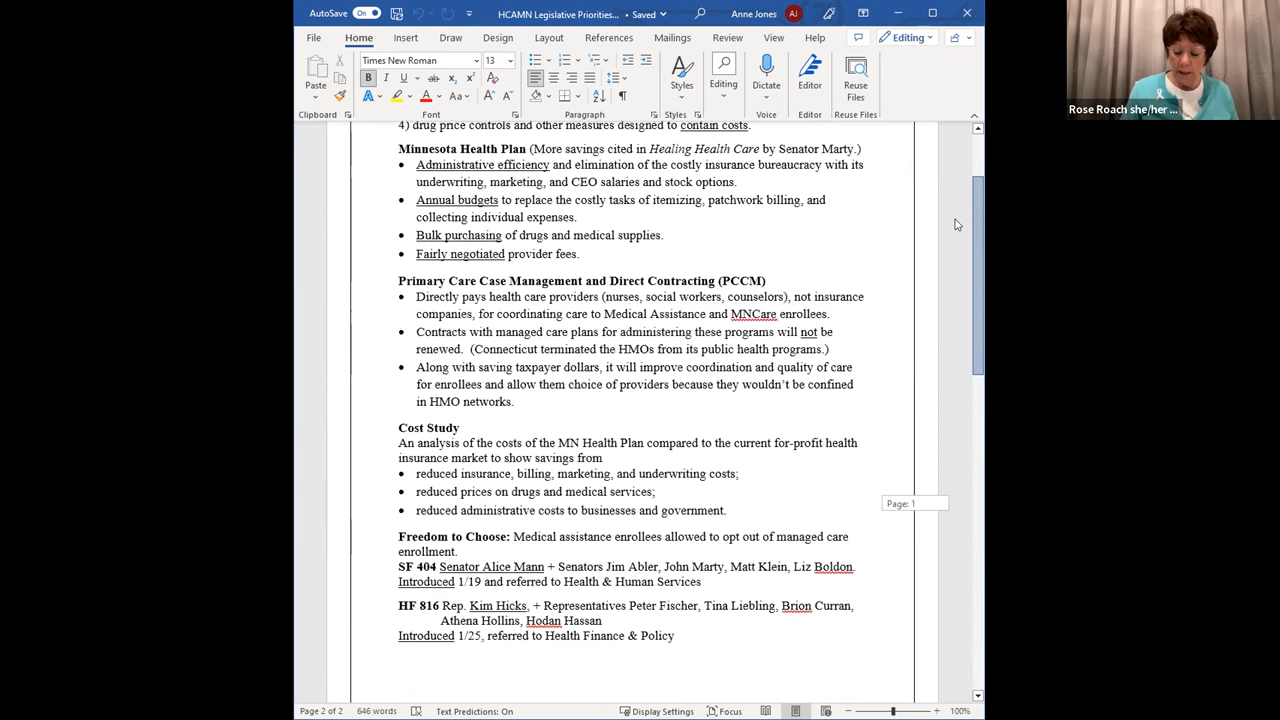 AutoSave On HCAMN Legislative Priorities... • Saved Anne Jones AJ
File Home Insert Draw Design Layout References Mailings Review View Help Editing
Times New Roman 13
Paste Styles Editing Dictate Editor Reuse Files
Clipboard Font Paragraph Styles Voice Editor Reuse Files
Rose Roach she/her ...
4) drug price controls and other measures designed to contain costs.
Minnesota Health Plan (More savings cited in Healing Health Care by Senator Marty.)
• Administrative efficiency and elimination of the costly insurance bureaucracy with its
underwriting, marketing, and CEO salaries and stock options.
• Annual budgets to replace the costly tasks of itemizing, patchwork billing, and
collecting individual expenses.
• Bulk purchasing of drugs and medical supplies.
• Fairly negotiated provider fees.
Primary Care Case Management and Direct Contracting (PCCM)
• Directly pays health care providers (nurses, social workers, counselors), not insurance
companies, for coordinating care to Medical Assistance and MNCare enrollees.
• Contracts with managed care plans for administering these programs will not be
renewed. (Connecticut terminated the HMOs from its public health programs.)
• Along with saving taxpayer dollars, it will improve coordination and quality of care
for enrollees and allow them choice of providers because they wouldn't be confined
in HMO networks.
Cost Study
An analysis of the costs of the MN Health Plan compared to the current for-profit health
insurance market to show savings from
• reduced insurance, billing, marketing, and underwriting costs;
• reduced prices on drugs and medical services;
Page: 1
• reduced administrative costs to businesses and government.
Freedom to Choose: Medical assistance enrollees allowed to opt out of managed care
enrollment.
SF 404 Senator Alice Mann + Senators Jim Abler, John Marty, Matt Klein, Liz Boldon.
Introduced 1/19 and referred to Health & Human Services
HF 816 Rep. Kim Hicks, + Representatives Peter Fischer, Tina Liebling, Brion Curran,
Athena Hollins, Hodan Hassan
Introduced 1/25, referred to Health Finance & Policy
Page 2 of 2 646 words Text Predictions: On Display Settings Focus 100%